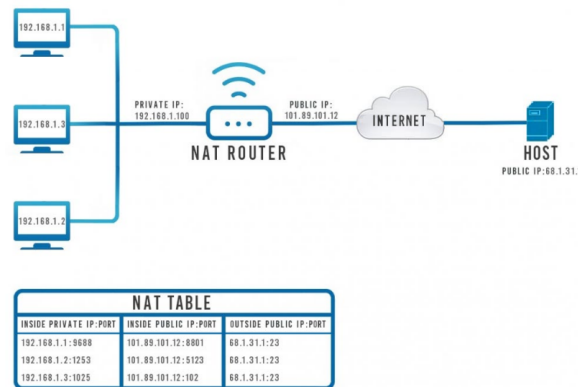 192.168.1.1
192.168.1.3
192.168.1.2
PRIVATE IP:
192.168.1.100
NAT ROUTER
PUBLIC IP:
101.89.101.12
INTERNET
HOST
PUBLIC IP:68.1.31.
NAT TABLE
INSIDE PRIVATE IP:PORT INSIDE PUBLIC IP:PORT OUTSIDE PUBLIC IP:PORT
192.168.1.1:9688 101.89.101.12:8801 68.1.31.1:23
192.168.1.2:1253 101.89.101.12:5123 68.1.31.1:23
192.168.1.3:1025 101.89.101.12:102 68.1.31.1:23